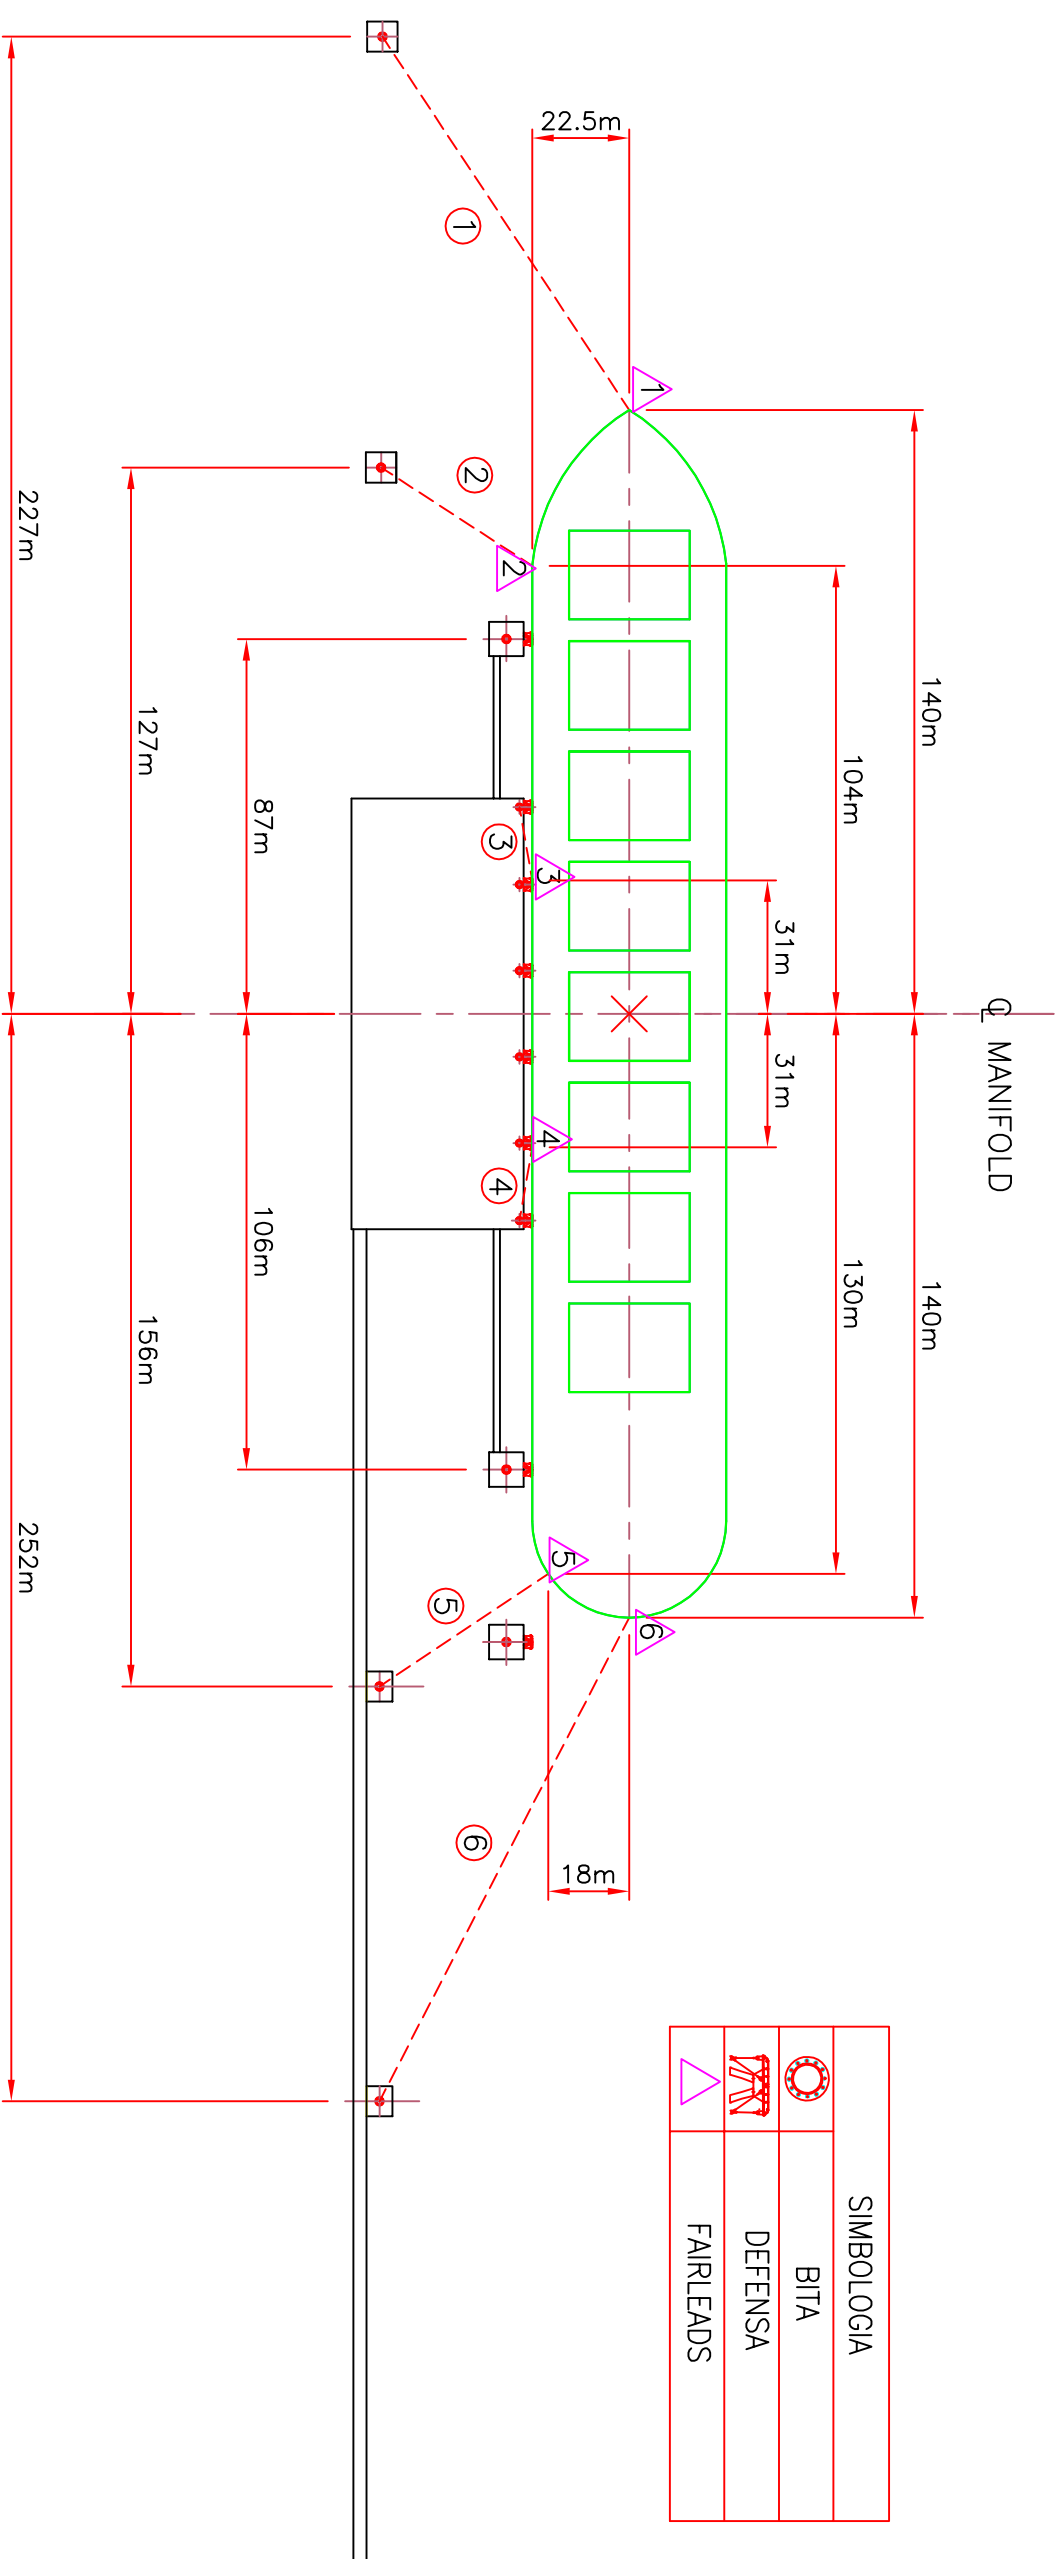 ℄ MANIFOLD
140m
140m
104m
130m
31m
31m
22.5m
18m
1
2
3
4
5
6
1
2
3
4
5
6
87m
106m
127m
156m
227m
252m
SIMBOLOGIA
BITA
DEFENSA
FAIRLEADS